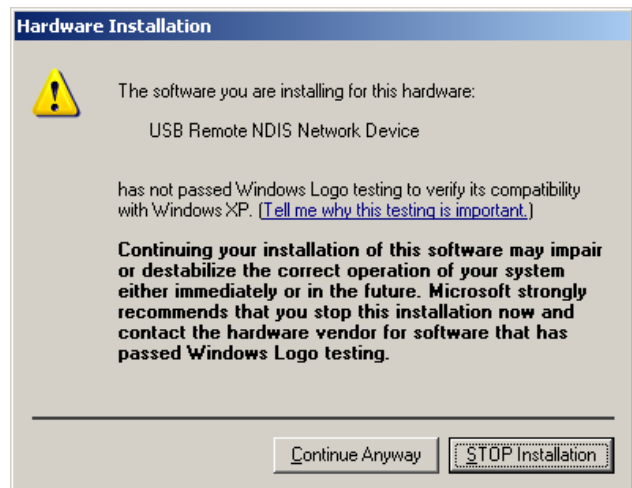 Hardware Installation
The software you are installing for this hardware:
USB Remote NDIS Network Device
has not passed Windows Logo testing to verify its compatibility
with Windows XP. (Tell me why this testing is important.)
Continuing your installation of this software may impair
or destabilize the correct operation of your system
either immediately or in the future. Microsoft strongly
recommends that you stop this installation now and
contact the hardware vendor for software that has
passed Windows Logo testing.
Continue Anyway STOP Installation